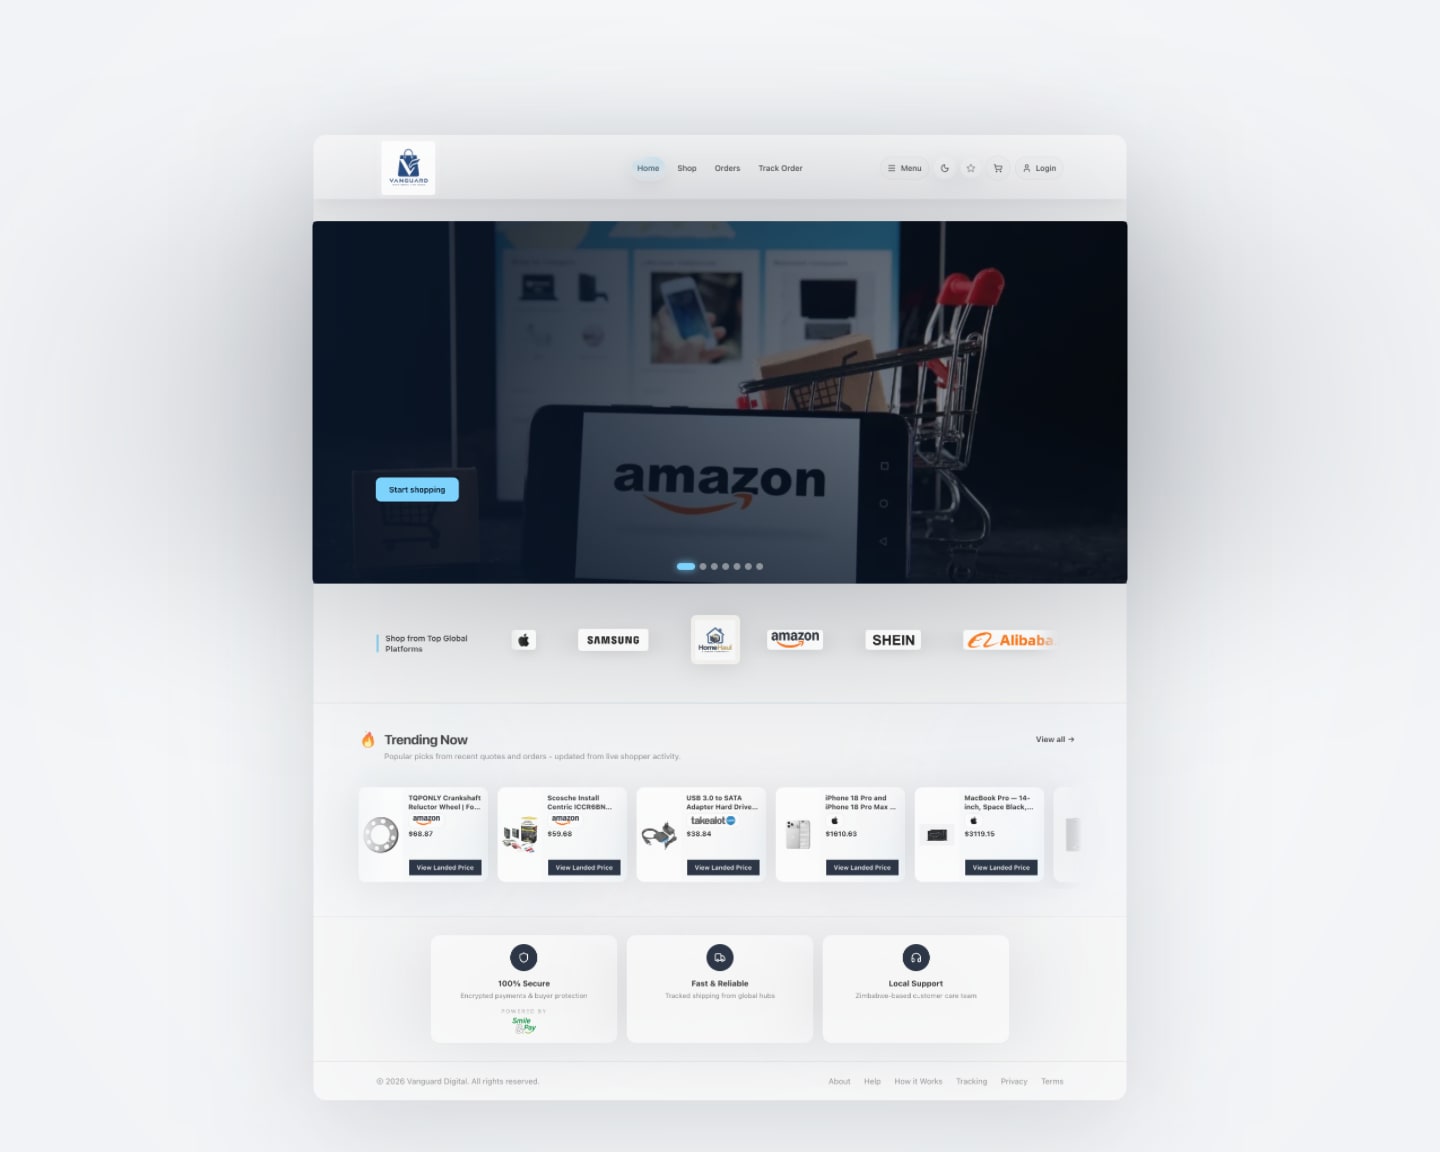 VANGUARD
Home
Shop
Orders
Track Order
Menu
Login
amazon
Start shopping
Shop from Top Global
Platforms
SAMSUNG
HomeHaul
amazon
SHEIN
Alibaba.
Trending Now
Popular picks from recent quotes and orders - updated from live shopper activity.
View all →
TQPONLY Crankshaft
Reluctor Wheel | Fo...
amazon
$68.87
View Landed Price
Scosche Install
Centric ICCR6BN...
amazon
$59.68
View Landed Price
USB 3.0 to SATA
Adapter Hard Drive...
takealot
$38.84
View Landed Price
iPhone 18 Pro and
iPhone 18 Pro Max ...
$1610.63
View Landed Price
MacBook Pro — 14-
inch, Space Black,...
$3119.15
View Landed Price
100% Secure
Encrypted payments & buyer protection
POWERED BY
Smile
&Pay
Fast & Reliable
Tracked shipping from global hubs
Local Support
Zimbabwe-based customer care team
© 2026 Vanguard Digital. All rights reserved.
About
Help
How it Works
Tracking
Privacy
Terms